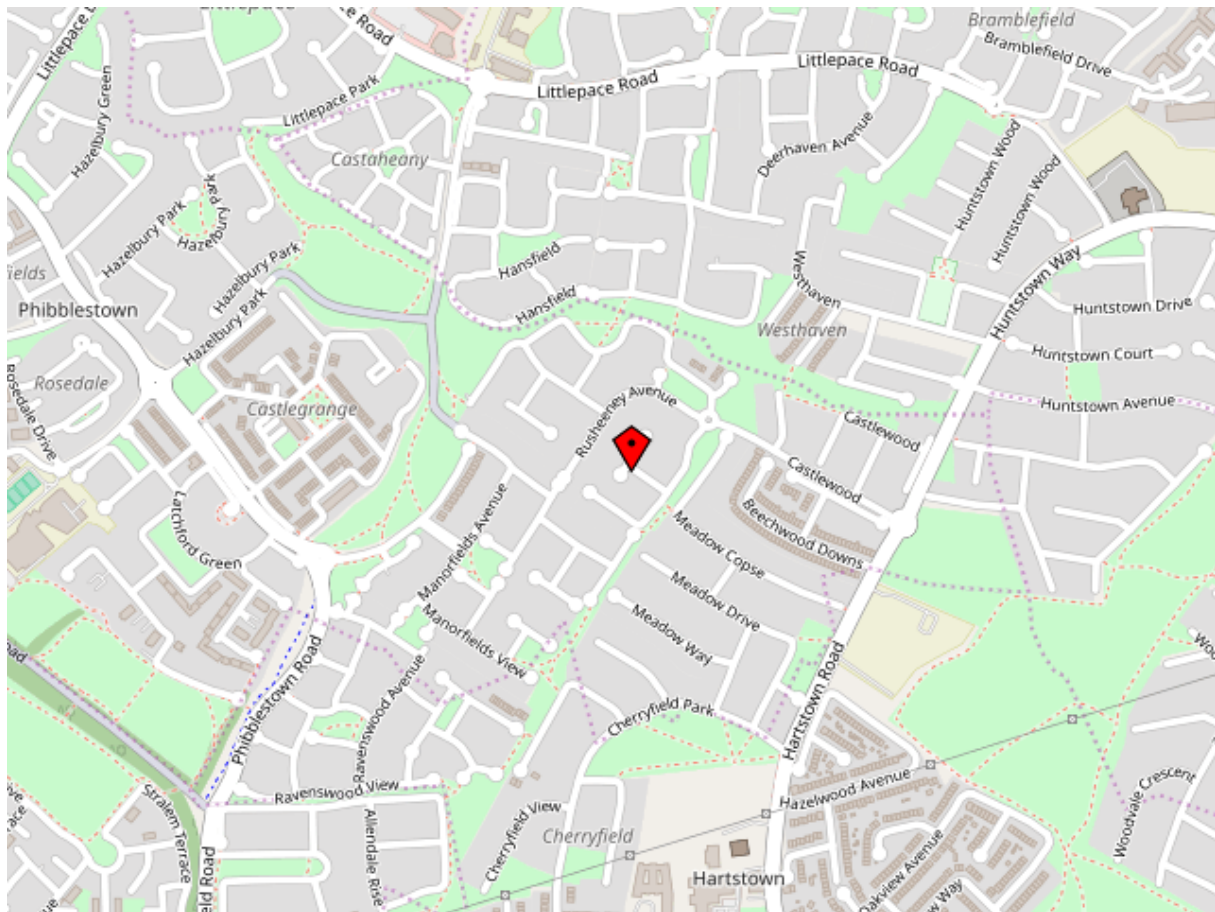 Littlepace
Bramblefield
Bramblefield Drive
Littlepace Road
Littlepace Road
Hazelbury Green
Littlepace Park
Castaheany
Deerhaven Avenue
Huntstown Wood
Huntstown Wood
Hazelbury Park
Hazelbury Park
Hazelbury Park
Hazelbury Park
Hansfield
Hansfield
Westhaven
Westhaven
Huntstown Way
Huntstown Drive
Huntstown Court
Huntstown Avenue
Phibblestown
Rosedale
Rosedale Drive
Castlegrange
Rusheeney Avenue
Castlewood
Castlewood
Beechwood Downs
Latchford Green
Manorfields Avenue
Manorfields View
Meadow Copse
Meadow Drive
Meadow Way
Phibblestown Road
Ravenswood Avenue
Ravenswood View
Cherryfield Park
Cherryfield View
Cherryfield
Hartstown Road
Hartstown
Hazelwood Avenue
Oakview Avenue
Woodvale Crescent
Stralem Terrace
Allendale Rise